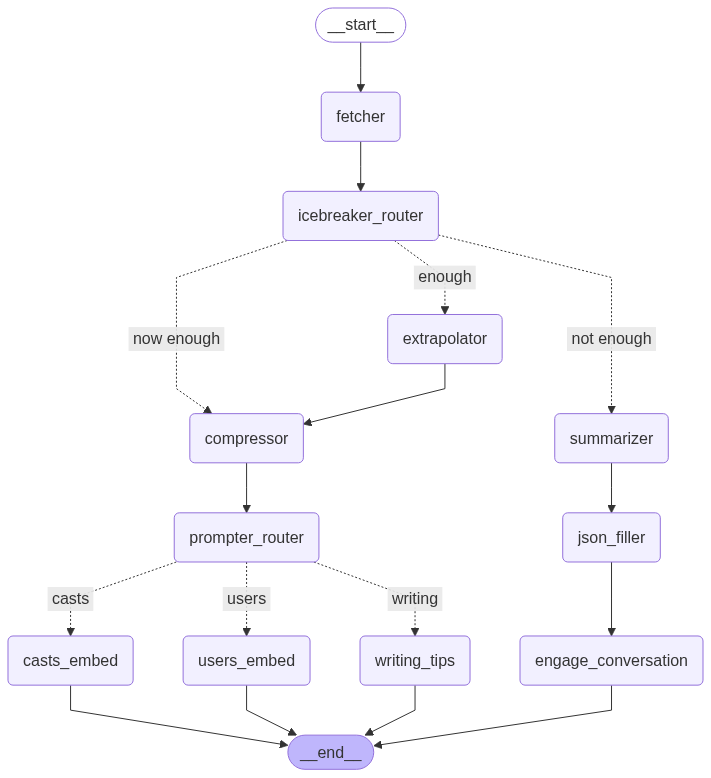 __start__
fetcher
icebreaker_router
enough
now enough
extrapolator
not enough
compressor
summarizer
prompter_router
json_filler
casts
users
writing
casts_embed
users_embed
writing_tips
engage_conversation
__end__